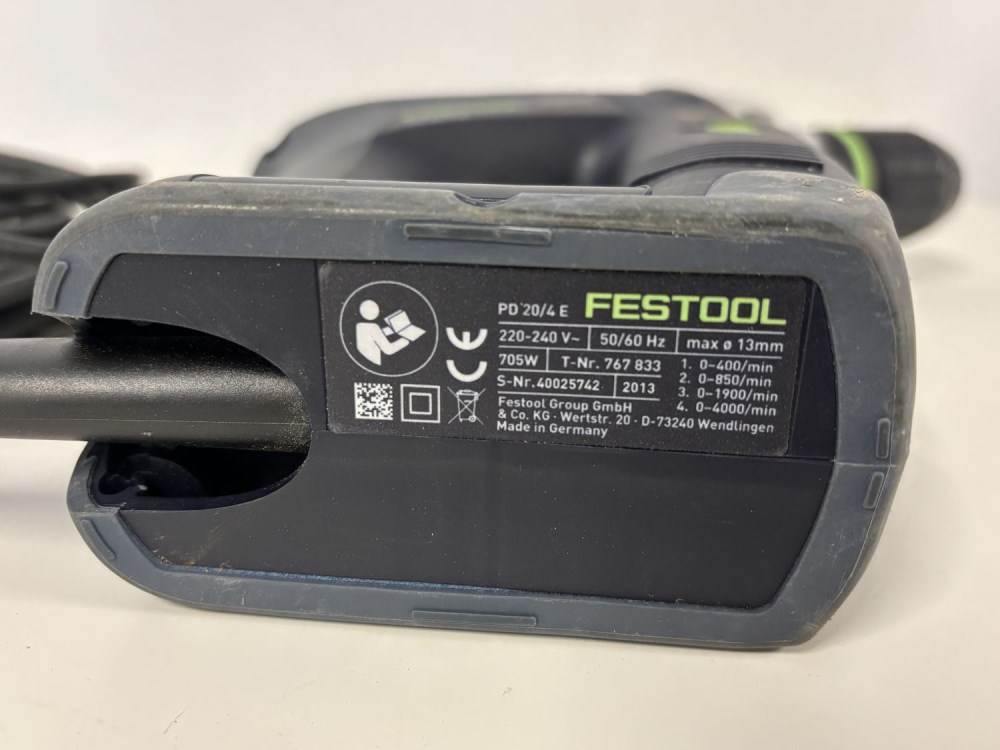 PD 20/4 E FESTOOL
220-240 V~ 50/60 Hz max ø 13mm
705W T-Nr. 767 833
S-Nr. 40025742 2013
1. 0-400/min
2. 0-850/min
3. 0-1900/min
4. 0-4000/min
CE
Festool Group GmbH
& Co. KG · Wertstr. 20 · D-73240 Wendlingen
Made in Germany